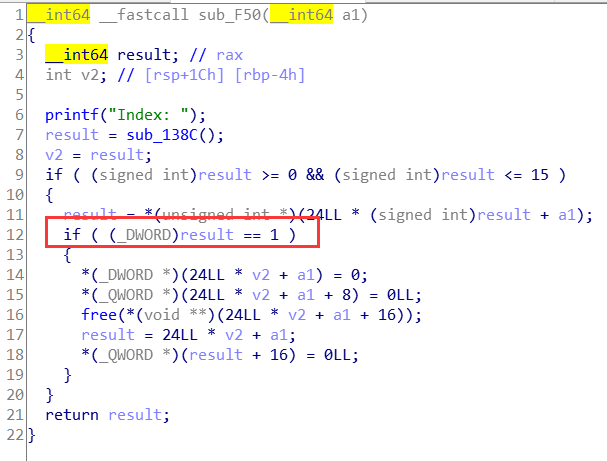 1 __int64 __fastcall sub_F50(__int64 a1)
2 {
3 __int64 result; // rax
4 int v2; // [rsp+1Ch] [rbp-4h]
5
6 printf("Index: ");
7 result = sub_138C();
8 v2 = result;
9 if ( (signed int)result >= 0 && (signed int)result <= 15 )
10 {
11 result = *(unsigned int *)(24LL * (signed int)result + a1);
12 if ( (_DWORD)result == 1 )
13 {
14 *(_DWORD *)(24LL * v2 + a1) = 0;
15 *(_QWORD *)(24LL * v2 + a1 + 8) = 0LL;
16 free(*(void **)(24LL * v2 + a1 + 16));
17 result = 24LL * v2 + a1;
18 *(_QWORD *)(result + 16) = 0LL;
19 }
20 }
21 return result;
22 }